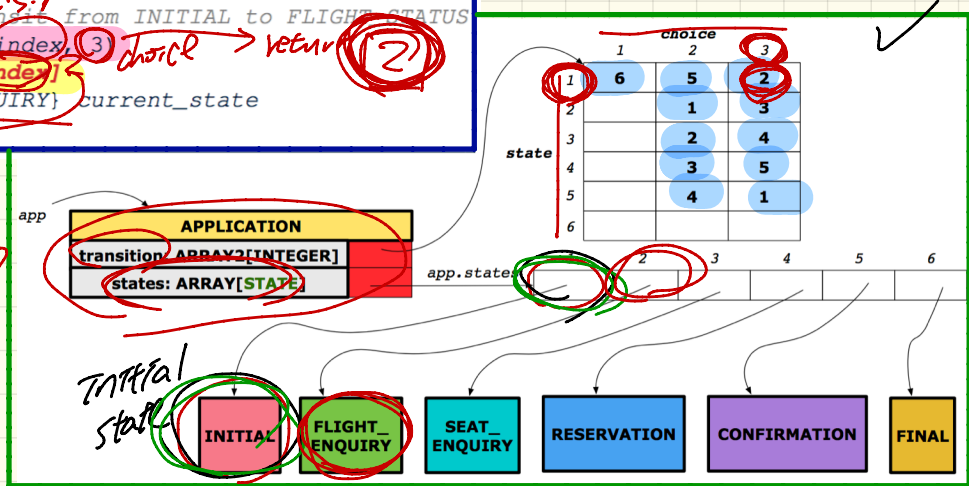 nsit from INITIAL to FLIGHT_STATUS
index, 3) choice return 2
ndex]
UIRY} current_state
choice
1 2 3
1 6 5 2
2 1 3
state
3 2 4
4 3 5
5 4 1
6
app
APPLICATION
transition: ARRAY2[INTEGER]
states: ARRAY[STATE]
app.states
2 3 4 5 6
Initial
state
INITIAL
FLIGHT_
ENQUIRY
SEAT_
ENQUIRY
RESERVATION
CONFIRMATION
FINAL